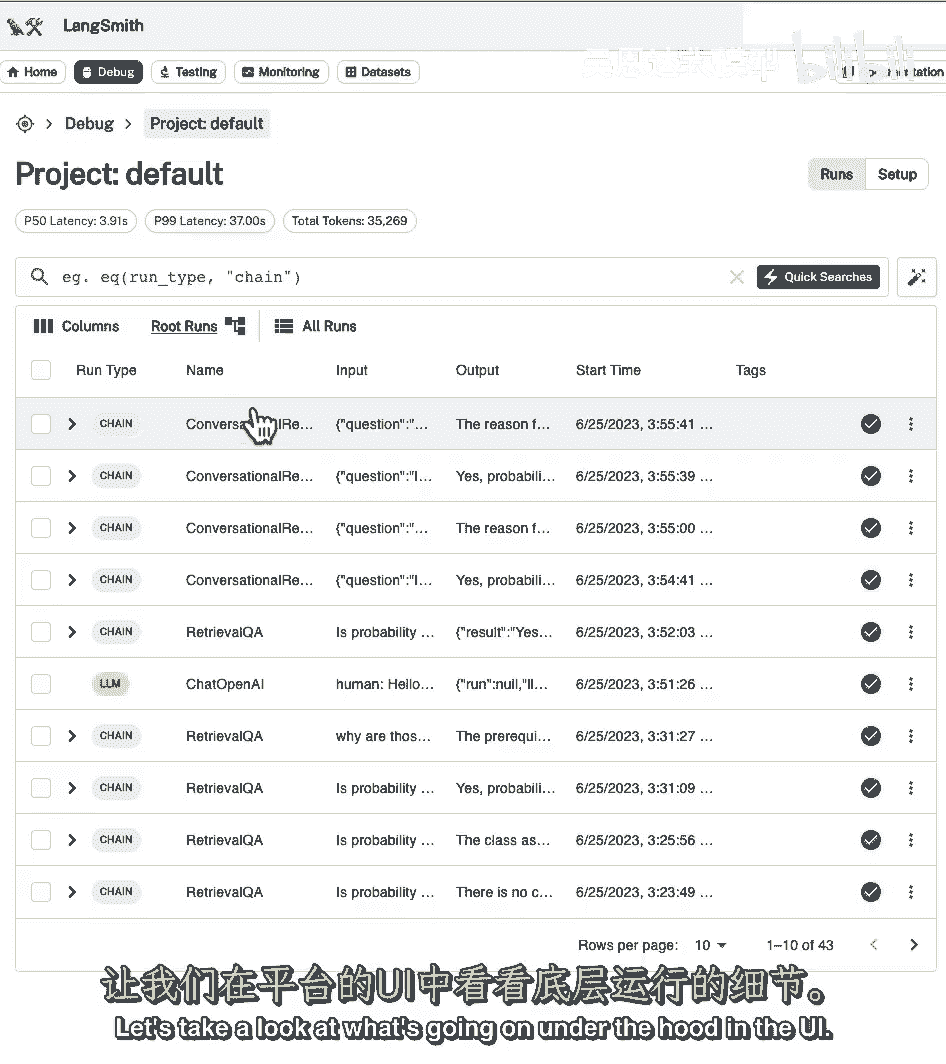 LangSmith
Home Debug Testing Monitoring Datasets
Debug Project: default
Project: default
Runs Setup
P50 Latency: 3.91s P99 Latency: 37.00s Total Tokens: 35,269
eg. eq(run_type, "chain") Quick Searches
Columns Root Runs All Runs
Run Type Name Input Output Start Time Tags
CHAIN {"question":"... The reason f... 6/25/2023, 3:55:41 ...
CHAIN ConversationalRe... {"question":"I... Yes, probabili... 6/25/2023, 3:55:39 ...
CHAIN ConversationalRe... {"question":"... The reason f... 6/25/2023, 3:55:00 ...
CHAIN ConversationalRe... {"question":"I... Yes, probabili... 6/25/2023, 3:54:41 ...
CHAIN RetrievalQA Is probability ... {"result":"Yes... 6/25/2023, 3:52:03 ...
LLM ChatOpenAI human: Hello... {"run":null,"ll... 6/25/2023, 3:51:26 ...
CHAIN RetrievalQA why are thos... The prerequi... 6/25/2023, 3:31:27 ...
CHAIN RetrievalQA Is probability ... Yes, probabili... 6/25/2023, 3:31:09 ...
CHAIN RetrievalQA Is probability ... The class as... 6/25/2023, 3:25:56 ...
CHAIN RetrievalQA Is probability ... There is no c... 6/25/2023, 3:23:49 ...
Rows per page: 10 1–10 of 43
让我们在平台的UI中看看底层运行的细节。
Let's take a look at what's going on under the hood in the UI.